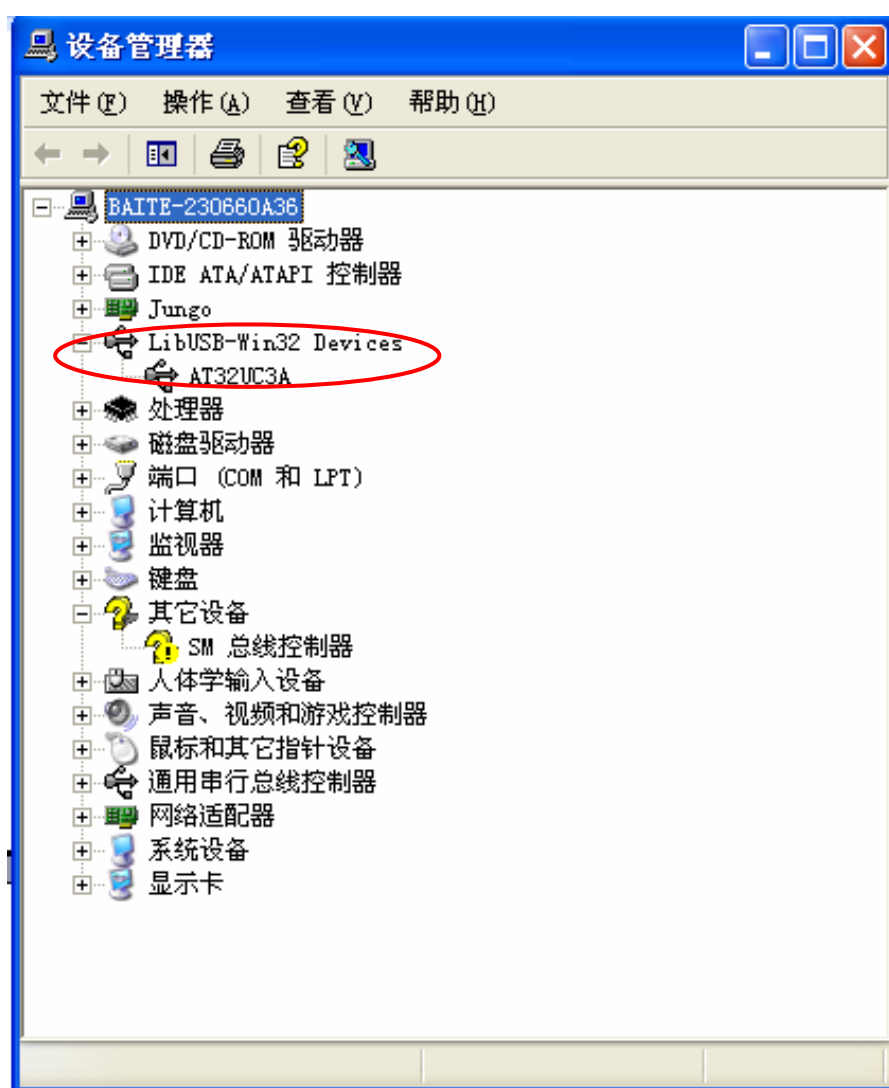 设备管理器
文件(F) 操作(A) 查看(V) 帮助(H)
BAITE-230660A36
DVD/CD-ROM 驱动器
IDE ATA/ATAPI 控制器
Jungo
LibUSB-Win32 Devices
AT32UC3A
处理器
磁盘驱动器
端口 (COM 和 LPT)
计算机
监视器
键盘
其它设备
SM 总线控制器
人体学输入设备
声音、视频和游戏控制器
鼠标和其它指针设备
通用串行总线控制器
网络适配器
系统设备
显示卡